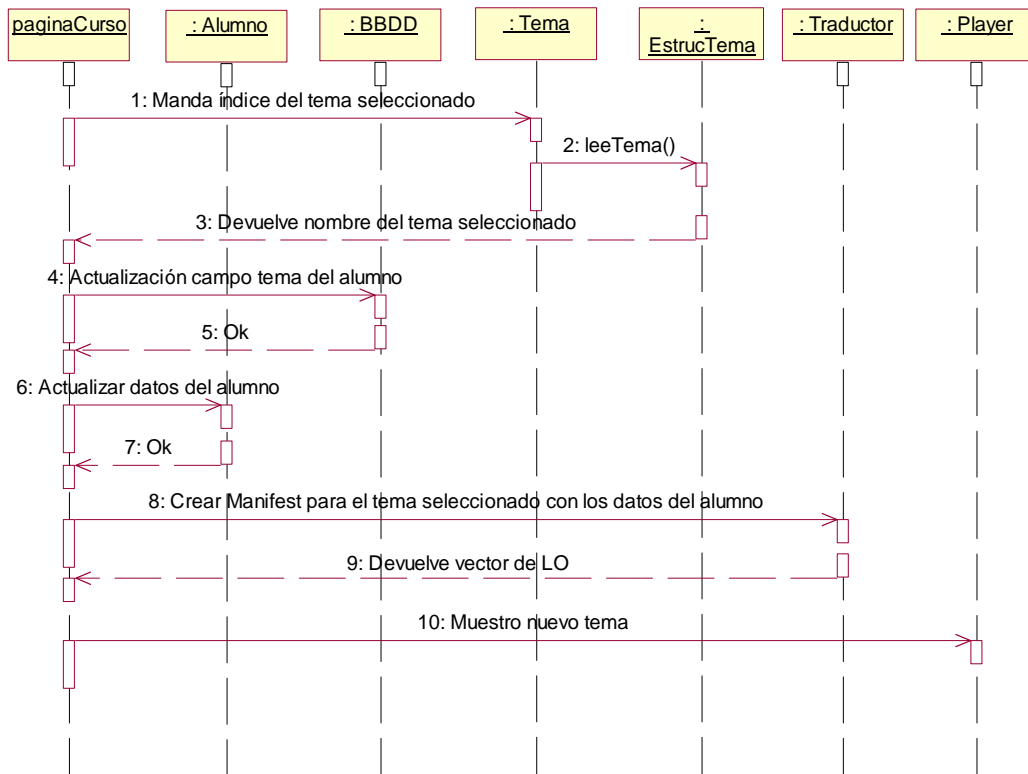 paginaCurso
: Alumno
: BBDD
: Tema
:
EstrucTema
: Traductor
: Player
1: Manda índice del tema seleccionado
2: leeTema()
3: Devuelve nombre del tema seleccionado
4: Actualización campo tema del alumno
5: Ok
6: Actualizar datos del alumno
7: Ok
8: Crear Manifest para el tema seleccionado con los datos del alumno
9: Devuelve vector de LO
10: Muestro nuevo tema